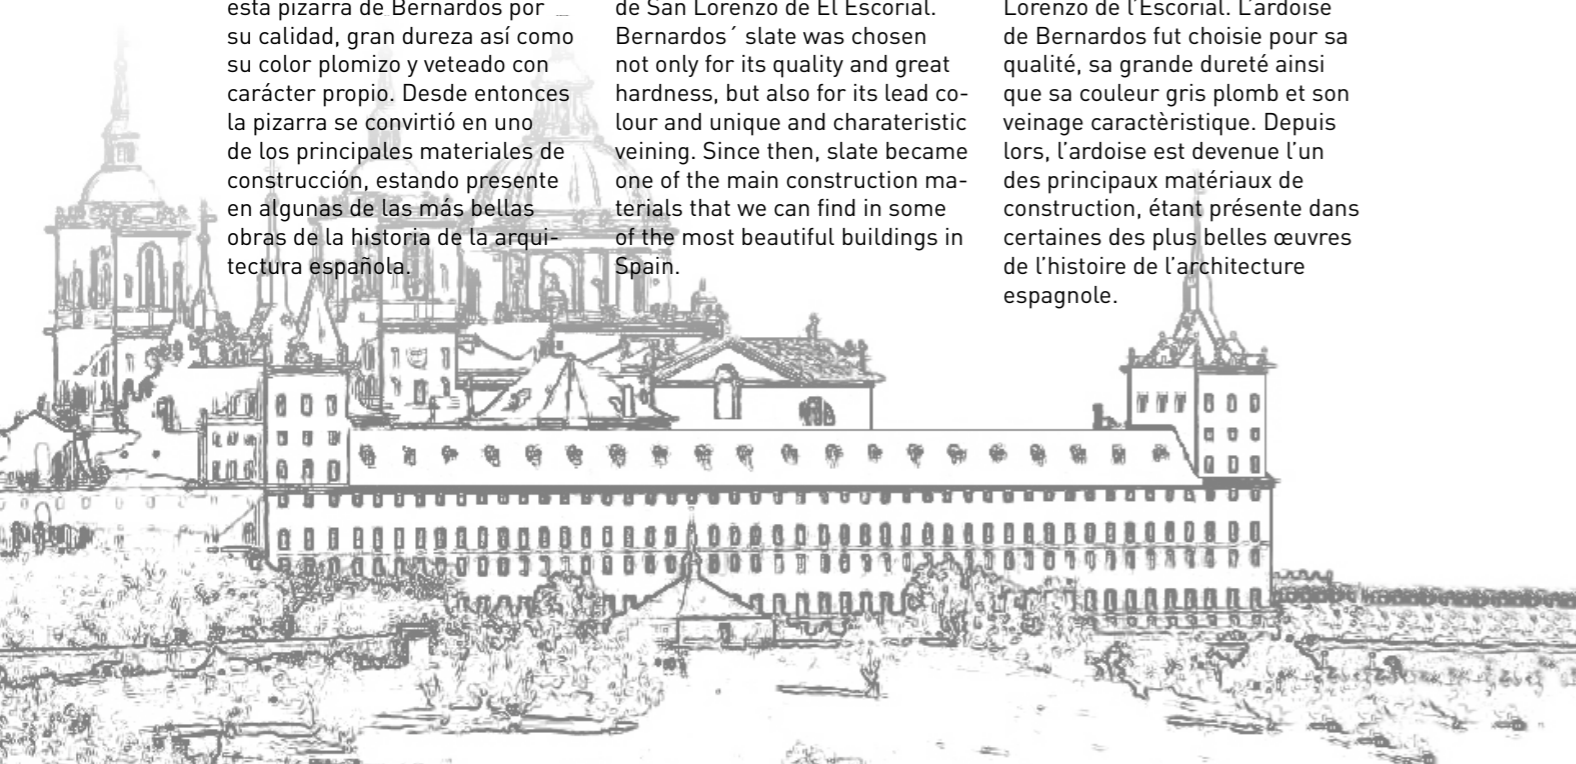 esta pizarra de Bernardos por
su calidad, gran dureza así como
su color plomizo y veteado con
carácter propio. Desde entonces
la pizarra se convirtió en uno
de los principales materiales de
construcción, estando presente
en algunas de las más bellas
obras de la historia de la arqui-
tectura española.
de San Lorenzo de El Escorial.
Bernardos´ slate was chosen
not only for its quality and great
hardness, but also for its lead co-
lour and unique and charateristic
veining. Since then, slate became
one of the main construction ma-
terials that we can find in some
of the most beautiful buildings in
Spain.
Lorenzo de l’Escorial. L’ardoise
de Bernardos fut choisie pour sa
qualité, sa grande dureté ainsi
que sa couleur gris plomb et son
veinage caractèristique. Depuis
lors, l’ardoise est devenue l’un
des principaux matériaux de
construction, étant présente dans
certaines des plus belles œuvres
de l’histoire de l’architecture
espagnole.